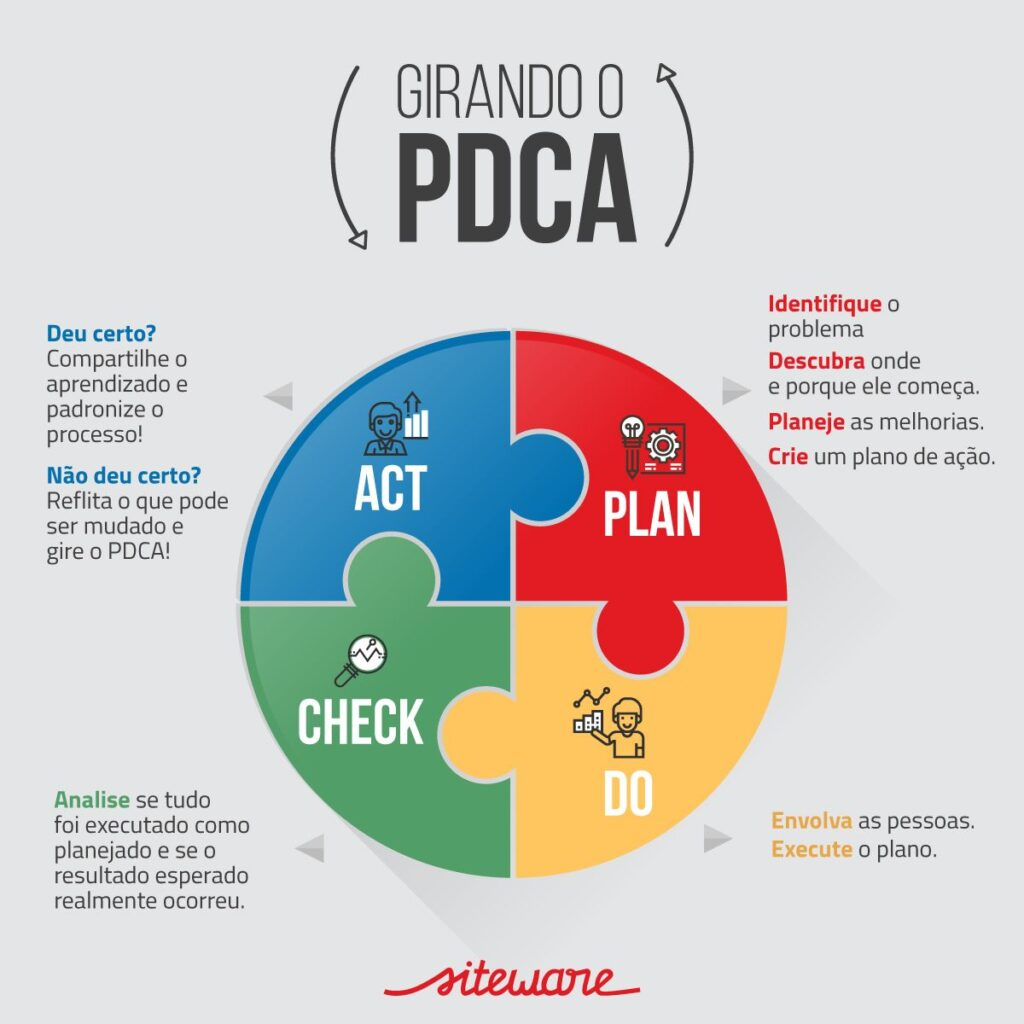 GIRANDO O
PDCA
Deu certo?
Compartilhe o
aprendizado e
padronize o
processo!
Não deu certo?
Reflita o que pode
ser mudado e
gire o PDCA!
Identifique o
problema
Descubra onde
e porque ele começa.
Planeje as melhorias.
Crie um plano de ação.
ACT
PLAN
CHECK
DO
Analise se tudo
foi executado como
planejado e se o
resultado esperado
realmente ocorreu.
Envolva as pessoas.
Execute o plano.
siteware